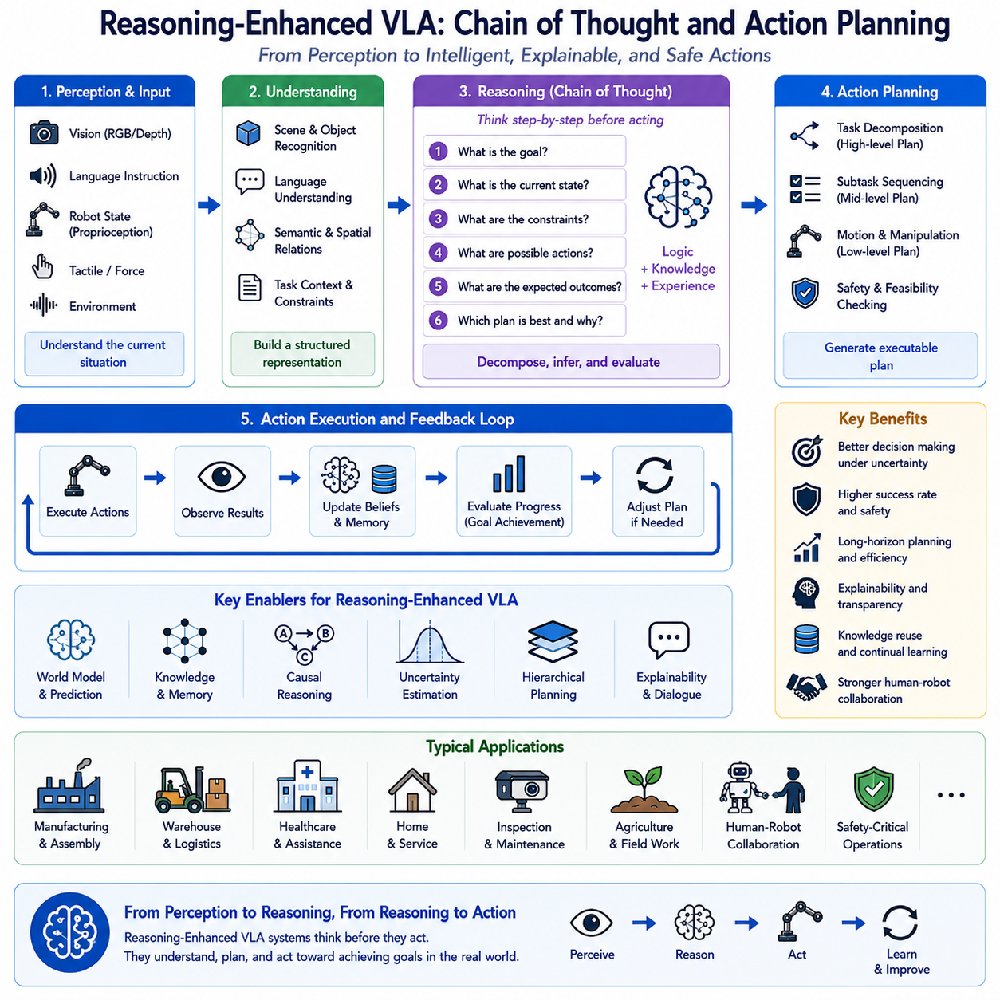 Reasoning-Enhanced VLA: Chain of Thought and Action Planning
From Perception to Intelligent, Explainable, and Safe Actions
1. Perception & Input
Vision (RGB/Depth)
Language Instruction
Robot State
(Proprioception)
Tactile / Force
Environment
Understand the current
situation
2. Understanding
Scene & Object
Recognition
Language
Understanding
Semantic & Spatial
Relations
Task Context &
Constraints
Build a structured
representation
3. Reasoning (Chain of Thought)
Think step-by-step before acting
1 What is the goal?
2 What is the current state?
3 What are the constraints?
4 What are possible actions?
5 What are the expected outcomes?
6 Which plan is best and why?
Logic
+ Knowledge
+ Experience
Decompose, infer, and evaluate
4. Action Planning
Task Decomposition
(High-level Plan)
Subtask Sequencing
(Mid-level Plan)
Motion & Manipulation
(Low-level Plan)
Safety & Feasibility
Checking
Generate executable
plan
5. Action Execution and Feedback Loop
Execute Actions
Observe Results
Update Beliefs
& Memory
Evaluate Progress
(Goal Achievement)
Adjust Plan
if Needed
Key Benefits
Better decision making
under uncertainty
Higher success rate
and safety
Long-horizon planning
and efficiency
Explainability and
transparency
Knowledge reuse
and continual learning
Stronger human-robot
collaboration
Key Enablers for Reasoning-Enhanced VLA
World Model
& Prediction
Knowledge
& Memory
A B
C
Causal
Reasoning
Uncertainty
Estimation
Hierarchical
Planning
Explainability
& Dialogue
Typical Applications
Manufacturing
& Assembly
Warehouse
& Logistics
Healthcare
& Assistance
Home
& Service
Inspection
& Maintenance
Agriculture
& Field Work
Human-Robot
Collaboration
Safety-Critical
Operations
...
From Perception to Reasoning, From Reasoning to Action
Reasoning-Enhanced VLA systems think before they act.
They understand, plan, and act toward achieving goals in the real world.
Perceive
Reason
Act
Learn
& Improve